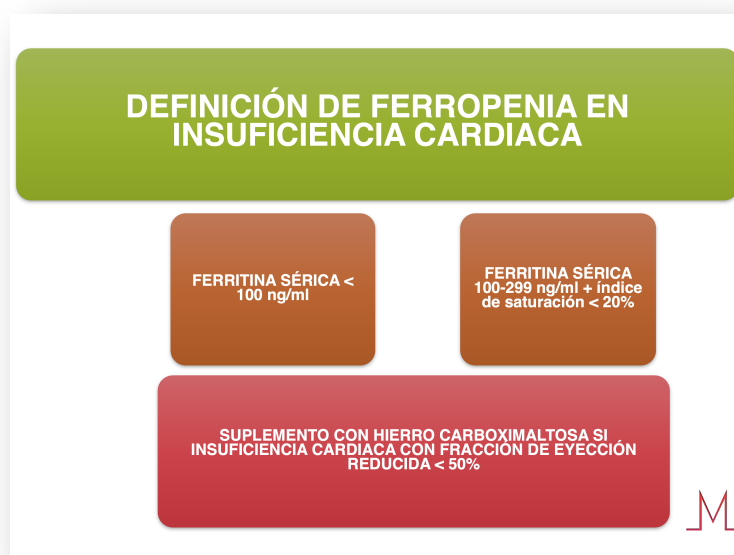 DEFINICIÓN DE FERROPENIA EN
INSUFICIENCIA CARDIACA
FERRITINA SÉRICA <
100 ng/ml
FERRITINA SÉRICA
100-299 ng/ml + índice
de saturación < 20%
SUPLEMENTO CON HIERRO CARBOXIMALTOSA SI
INSUFICIENCIA CARDIACA CON FRACCIÓN DE EYECCIÓN
REDUCIDA < 50%
M